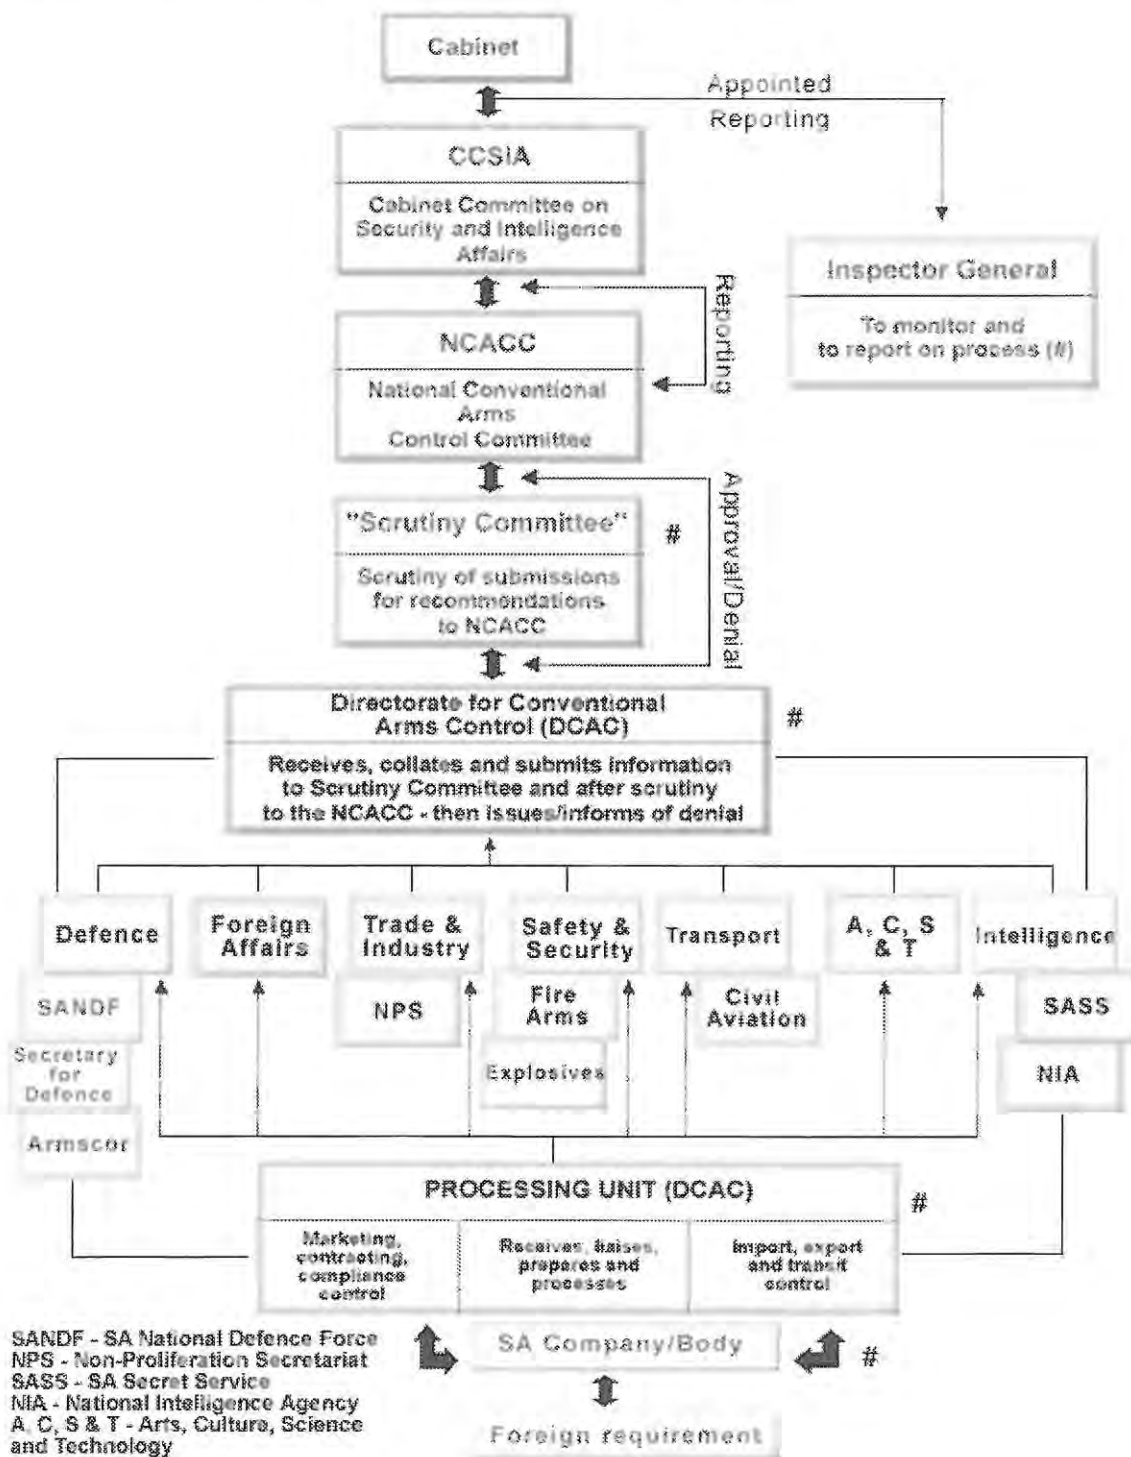 Cabinet
Appointed
Reporting
CCSIA
Cabinet Committee on
Security and Intelligence
Affairs
Inspector General
To monitor and
to report on process (#)
Reporting
NCACC
National Conventional
Arms
Control Committee
"Scrutiny Committee"
#
Scrutiny of submissions
for recommendations
to NCACC
Approval/Denial
Directorate for Conventional
Arms Control (DCAC)
#
Receives, collates and submits information
to Scrutiny Committee and after scrutiny
to the NCACC - then issues/informs of denial
Defence
Foreign
Affairs
Trade &
Industry
Safety &
Security
Transport
A, C, S
& T
Intelligence
SANDF
NPS
Fire
Arms
Civil
Aviation
SASS
Secretary
for
Defence
Explosives
NIA
Armscor
PROCESSING UNIT (DCAC)
#
Marketing,
contracting,
compliance
control
Receives, liaises,
prepares and
processes
Import, export
and transit
control
SANDF - SA National Defence Force
NPS - Non-Proliferation Secretariat
SASS - SA Secret Service
NIA - National Intelligence Agency
A, C, S & T - Arts, Culture, Science
and Technology
SA Company/Body
#
Foreign requirement